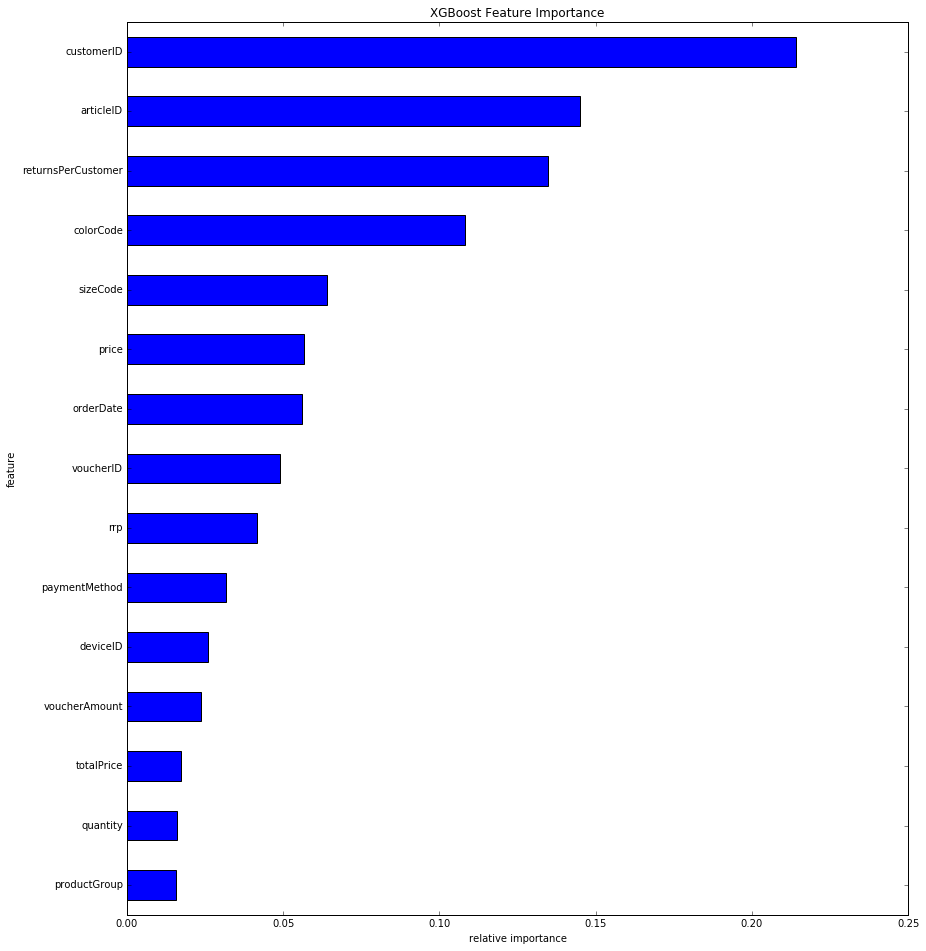 XGBoost Feature Importance
customerID
articleID
returnsPerCustomer
colorCode
sizeCode
price
orderDate
voucherID
feature
rrp
paymentMethod
deviceID
voucherAmount
totalPrice
quantity
productGroup
0.00 0.05 0.10 0.15 0.20 0.25
relative importance